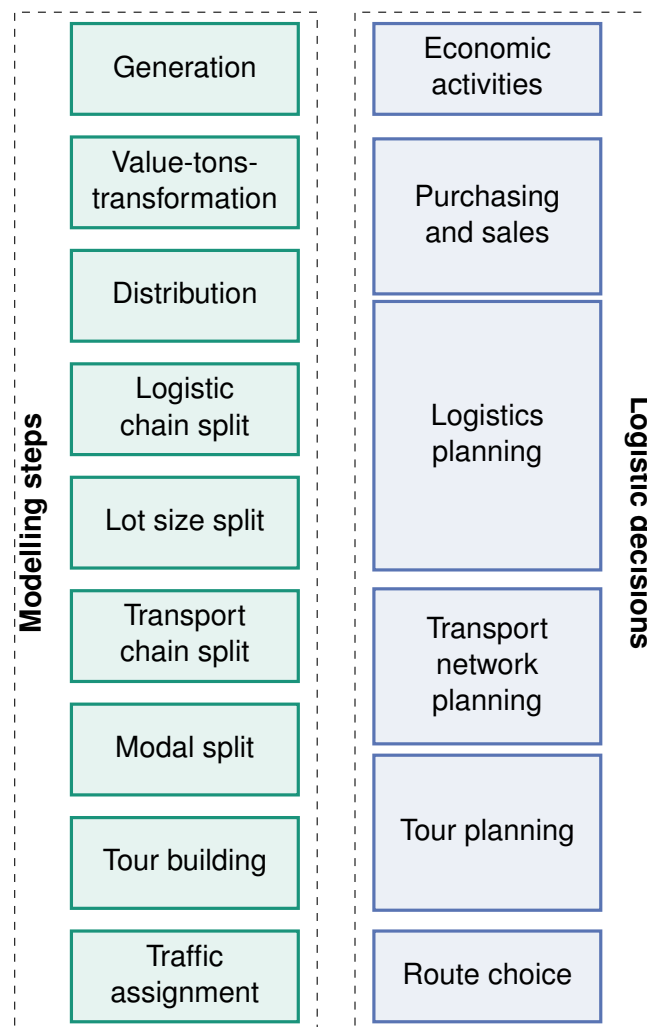 Modelling steps
Generation
Value-tons-
transformation
Distribution
Logistic
chain split
Lot size split
Transport
chain split
Modal split
Tour building
Traffic
assignment
Economic
activities
Purchasing
and sales
Logistics
planning
Transport
network
planning
Tour planning
Route choice
Logistic decisions